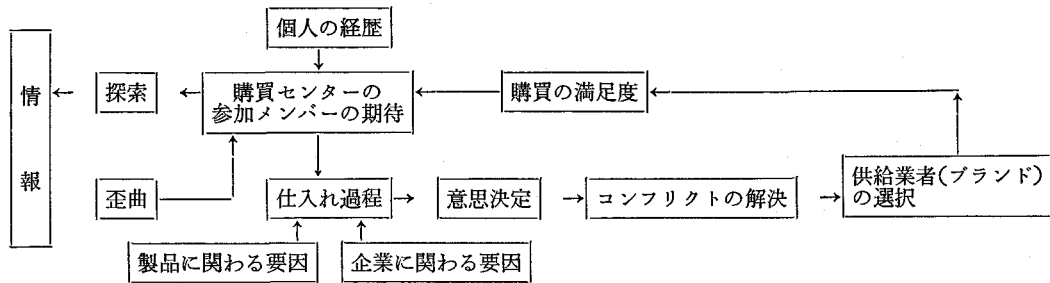 個人の経歴
情報
探索
購買センターの
参加メンバーの期待
購買の満足度
歪曲
仕入れ過程
意思決定
コンフリクトの解決
供給業者(ブランド)
の選択
製品に関わる要因
企業に関わる要因